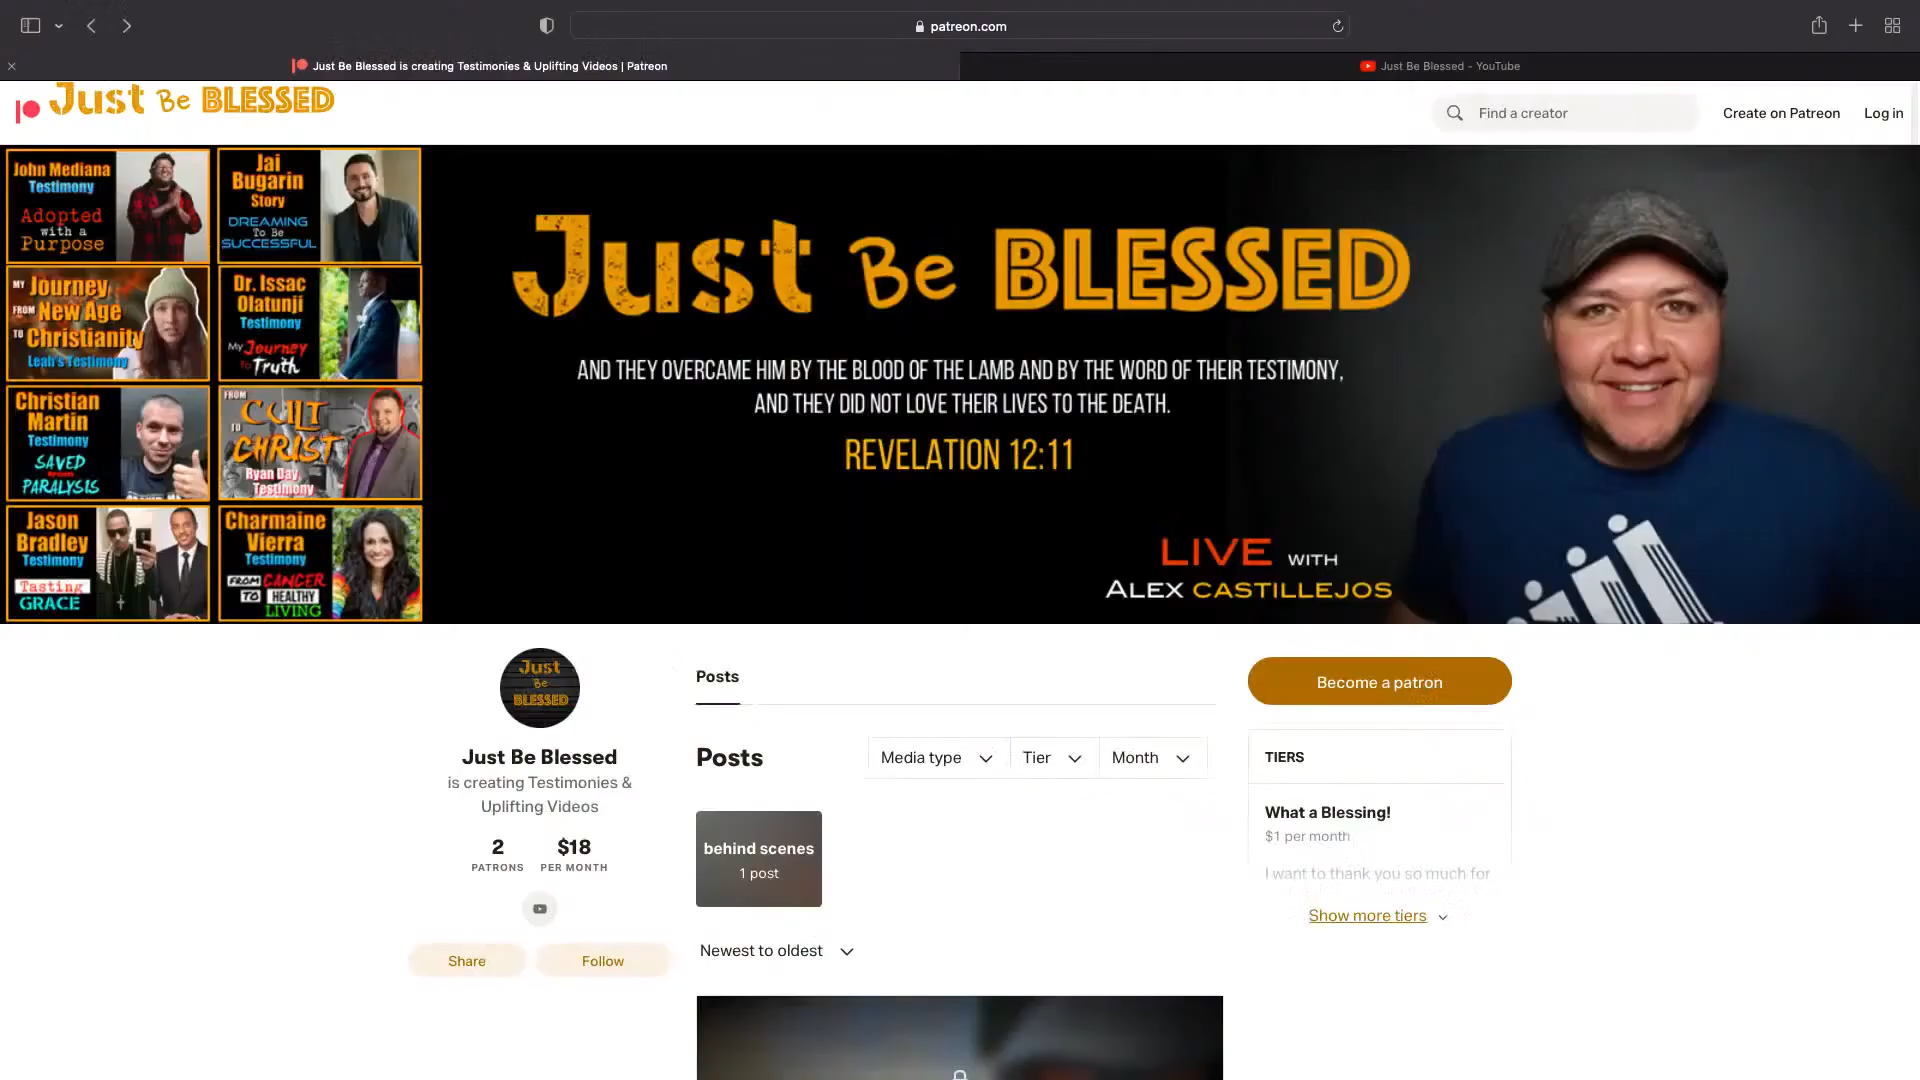 patreon.com
Just Be Blessed is creating Testimonies & Uplifting Videos | Patreon
Just Be Blessed - YouTube
Just Be BLESSED
Find a creator
Create on Patreon
Log in
John Mediana
Testimony
Adopted
with a
Purpose
Jai
Bugarin
Story
DREAMING
To Be
SUCCESSFUL
MY Journey
FROM New Age
TO Christianity
Leah's Testimony
Dr. Issac
Olatunji
Testimony
My Journey
To Truth
Christian
Martin
Testimony
SAVED
FROM
PARALYSIS
FROM
CULT
TO
CHRIST
Ryan Day
Testimony
Jason
Bradley
Testimony
Tasting
GRACE
Charmaine
Vierra
Testimony
FROM CANCER
TO HEALTHY
LIVING
Just Be BLESSED
AND THEY OVERCAME HIM BY THE BLOOD OF THE LAMB AND BY THE WORD OF THEIR TESTIMONY,
AND THEY DID NOT LOVE THEIR LIVES TO THE DEATH.
REVELATION 12:11
LIVE WITH
ALEX CASTILLEJOS
Just
Be
BLESSED
Just Be Blessed
is creating Testimonies &
Uplifting Videos
2
PATRONS
$18
PER MONTH
Share
Follow
Posts
Posts
Media type
Tier
Month
behind scenes
1 post
Newest to oldest
Become a patron
TIERS
What a Blessing!
$1 per month
I want to thank you so much for
Show more tiers